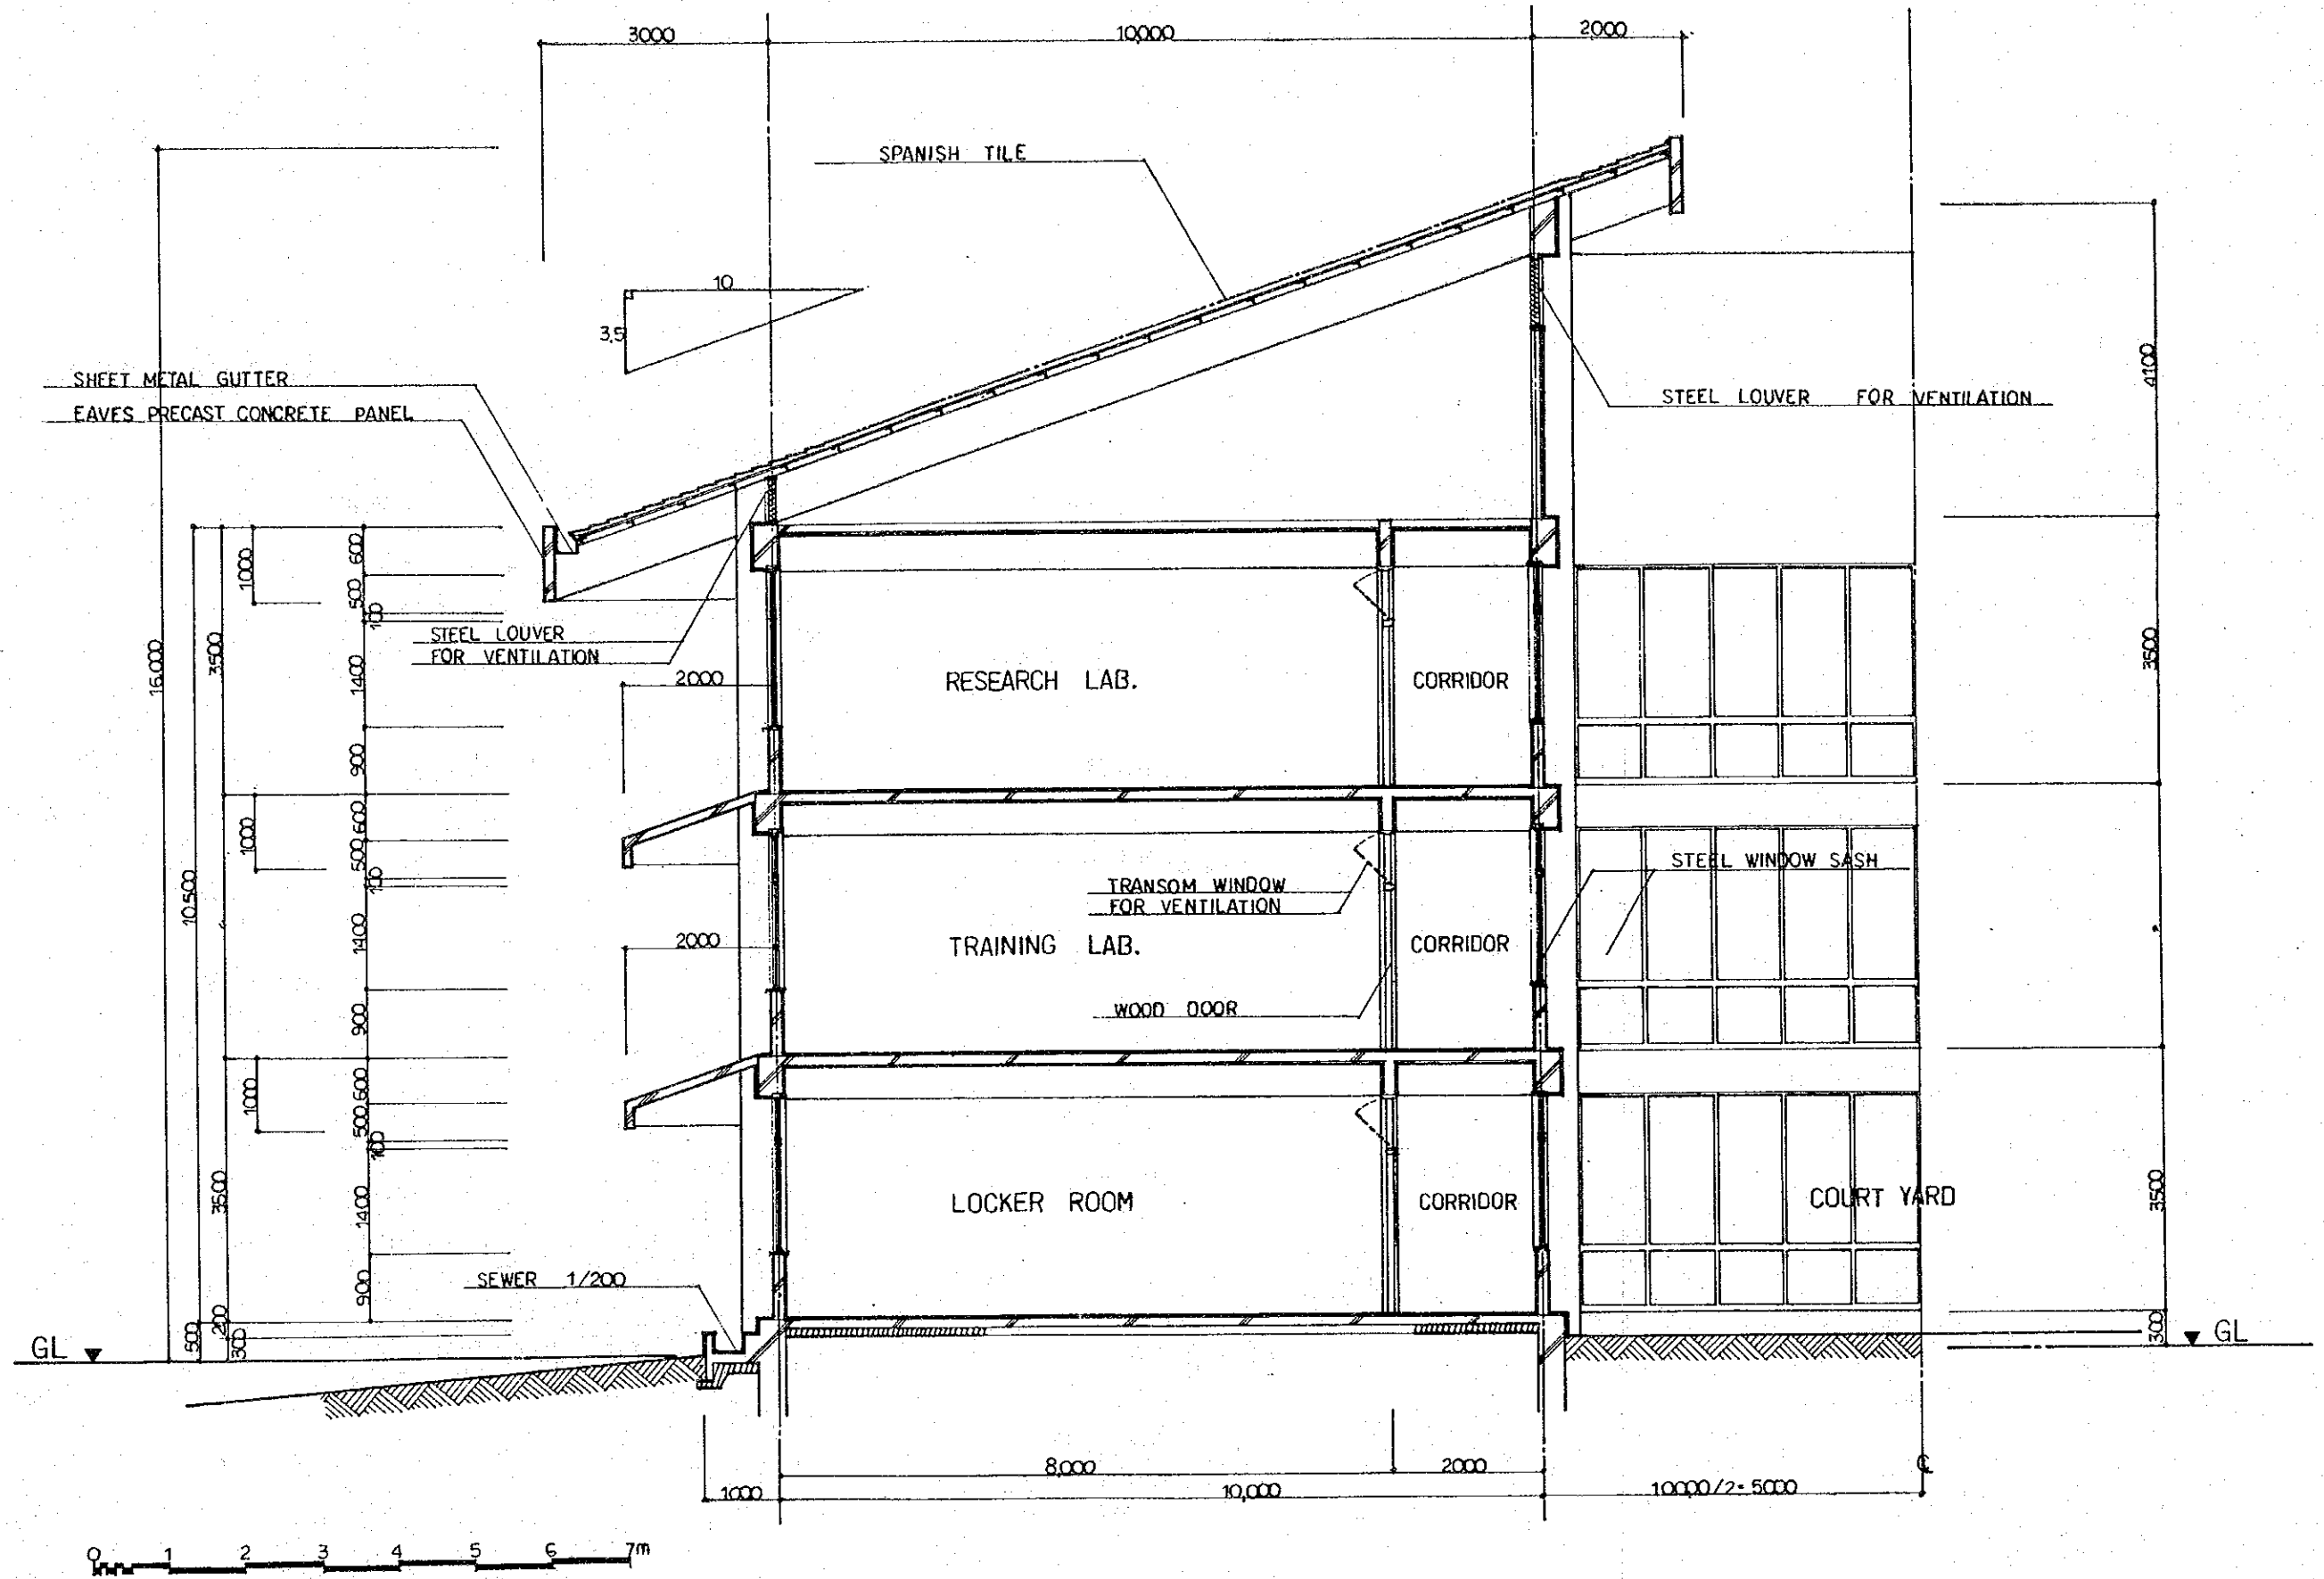 3000
10,000
2000
SPANISH TILE
10
3,5
SHEET METAL GUTTER
EAVES PRECAST CONCRETE PANEL
STEEL LOUVER FOR VENTILATION
4100
600
1000
500
100
STEEL LOUVER
FOR VENTILATION
16,000
3500
1400
2000
RESEARCH LAB.
CORRIDOR
3500
900
600
1000
500
100
STEEL WINDOW SASH
TRANSOM WINDOW
FOR VENTILATION
10,500
1400
2000
TRAINING LAB.
CORRIDOR
WOOD DOOR
900
600
1000
500
100
3500
1400
LOCKER ROOM
CORRIDOR
COURT YARD
3500
SEWER 1/200
900
200
500
300
GL
300
GL
8,000
2000
1000
10,000
10000/2=5000
℄
0 1 2 3 4 5 6 7m